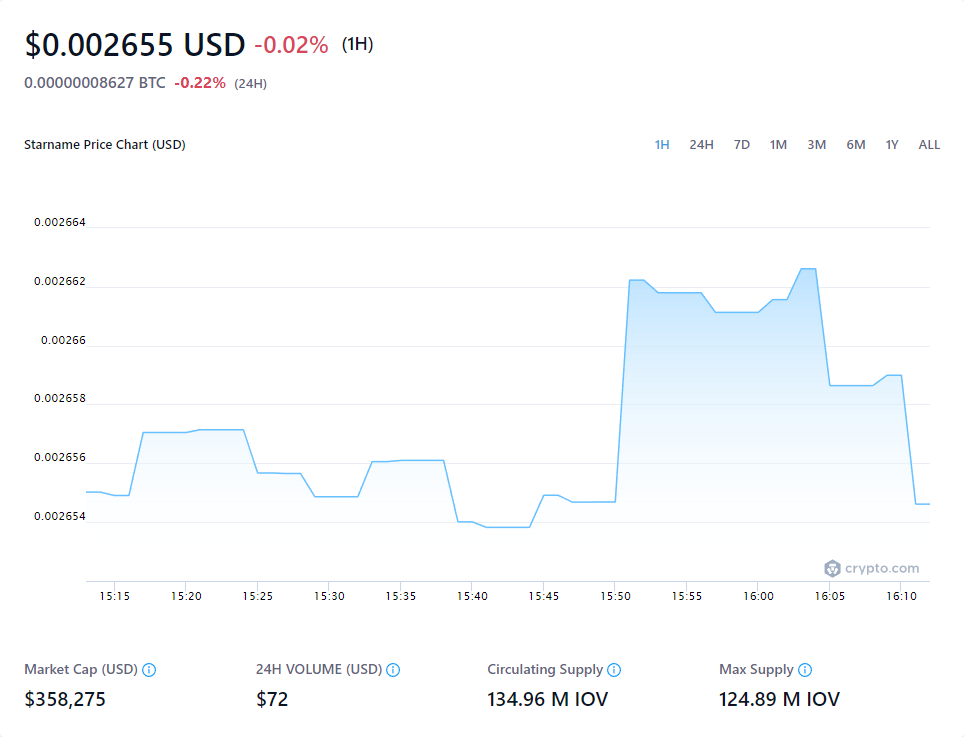 $0.002655 USD -0.02% (1H)
0.00000008627 BTC -0.22% (24H)
Starname Price Chart (USD) 1H 24H 7D 1M 3M 6M 1Y ALL
0.002664
0.002662
0.00266
0.002658
0.002656
0.002654
crypto.com
15:15 15:20 15:25 15:30 15:35 15:40 15:45 15:50 15:55 16:00 16:05 16:10
Market Cap (USD) 24H VOLUME (USD) Circulating Supply Max Supply
$358,275 $72 134.96 M IOV 124.89 M IOV